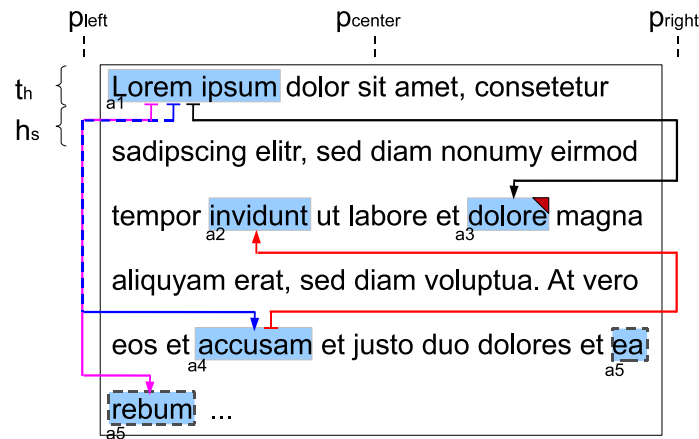 pleft pcenter pright
th
Lorem ipsum dolor sit amet, consetetur
a1
hs
sadipscing elitr, sed diam nonumy eirmod
tempor invidunt ut labore et dolore magna
a2 a3
aliquyam erat, sed diam voluptua. At vero
eos et accusam et justo duo dolores et ea
a4 a5
rebum ...
a5